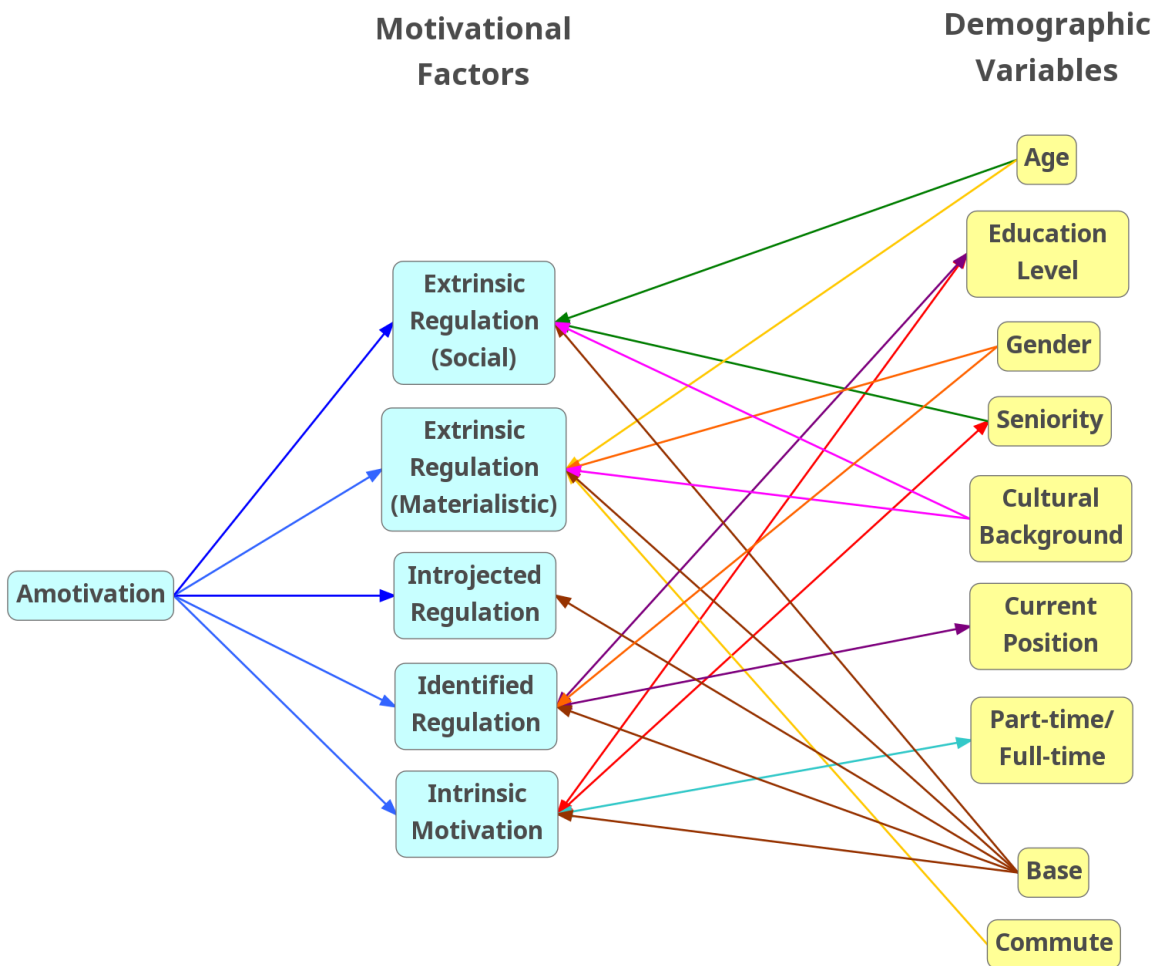 Motivational
Factors
Demographic
Variables
Amotivation
Extrinsic
Regulation
(Social)
Extrinsic
Regulation
(Materialistic)
Introjected
Regulation
Identified
Regulation
Intrinsic
Motivation
Age
Education
Level
Gender
Seniority
Cultural
Background
Current
Position
Part-time/
Full-time
Base
Commute